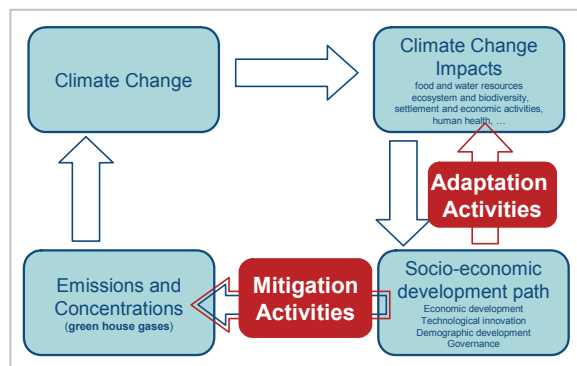 Climate Change
Climate Change
Impacts
food and water resources
ecosystem and biodiversity,
settlement and economic activities,
human health, …
Adaptation
Activities
Emissions and
Concentrations
(green house gases)
Mitigation
Activities
Socio-economic
development path
Economic development
Technological innovation
Demographic development
Governance